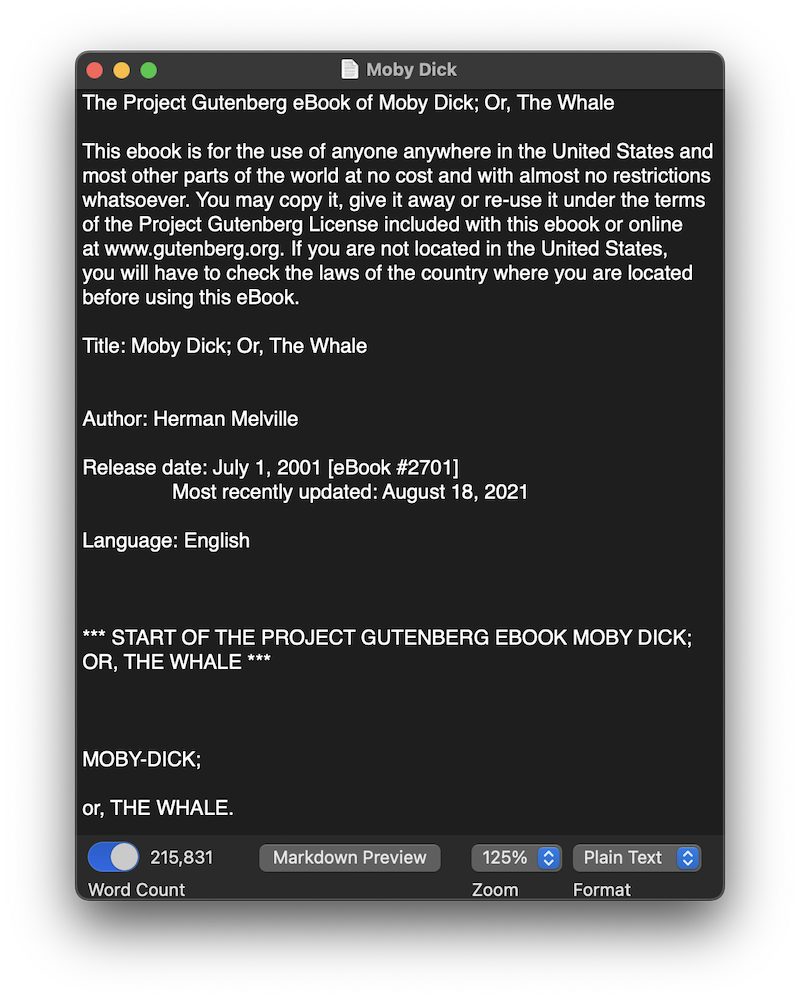 Moby Dick
The Project Gutenberg eBook of Moby Dick; Or, The Whale
This ebook is for the use of anyone anywhere in the United States and
most other parts of the world at no cost and with almost no restrictions
whatsoever. You may copy it, give it away or re-use it under the terms
of the Project Gutenberg License included with this ebook or online
at www.gutenberg.org. If you are not located in the United States,
you will have to check the laws of the country where you are located
before using this eBook.
Title: Moby Dick; Or, The Whale
Author: Herman Melville
Release date: July 1, 2001 [eBook #2701]
Most recently updated: August 18, 2021
Language: English
*** START OF THE PROJECT GUTENBERG EBOOK MOBY DICK;
OR, THE WHALE ***
MOBY-DICK;
or, THE WHALE.
215,831 Markdown Preview 125% Plain Text
Word Count Zoom Format